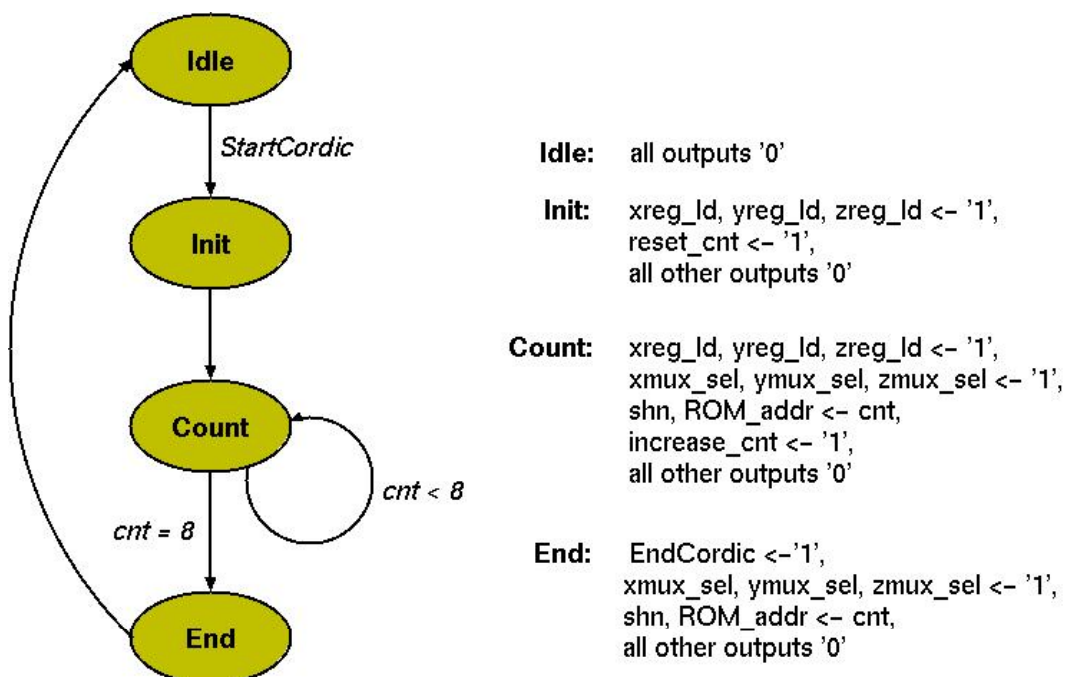 Idle
StartCordic
Init
Count
cnt < 8
cnt = 8
End
Idle: all outputs '0'
Init: xreg_ld, yreg_ld, zreg_ld <- '1',
reset_cnt <- '1',
all other outputs '0'
Count: xreg_ld, yreg_ld, zreg_ld <- '1',
xmux_sel, ymux_sel, zmux_sel <- '1',
shn, ROM_addr <- cnt,
increase_cnt <- '1',
all other outputs '0'
End: EndCordic <-'1',
xmux_sel, ymux_sel, zmux_sel <- '1',
shn, ROM_addr <- cnt,
all other outputs '0'